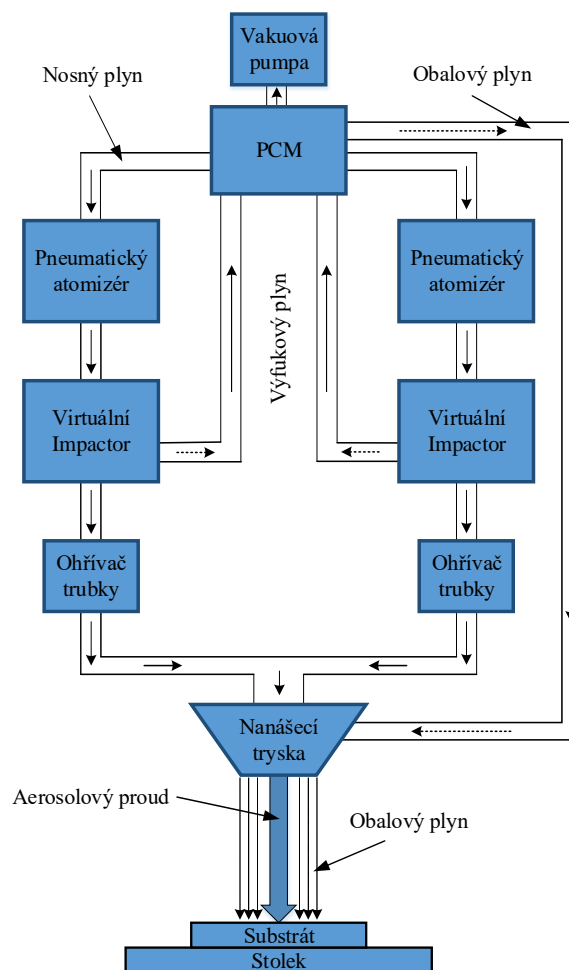 Vakuová
pumpa
Nosný plyn
Obalový
plyn
PCM
Pneumatický
atomizér
Pneumatický
atomizér
Výfukový plyn
Virtuální
Impactor
Virtuální
Impactor
Ohřívač
trubky
Ohřívač
trubky
Nanášecí
tryska
Aerosolový proud
Obalový
plyn
Substrát
Stolek